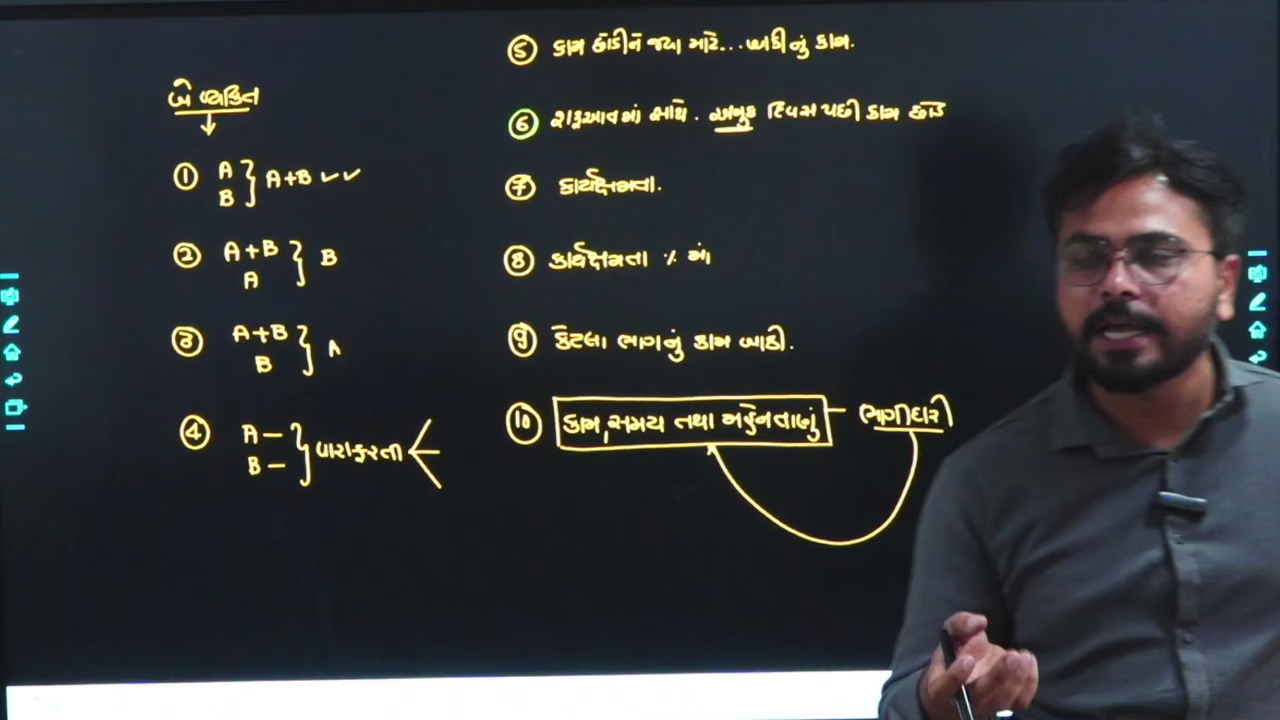 બે વ્યકિત
① A
B } A+B ✓✓
② A+B
A } B
③ A+B
B } A
④ A –
B – } વારાફરતી
⑤ કામ છોડીને જવા માટે... બાકીનું કામ.
⑥ શરૂઆતમાં સાથે. અમુક દિવસ પછી કામ છોડે
⑦ કાર્યક્ષમતા.
⑧ કાર્યક્ષમતા % માં
⑨ કેટલા ભાગનું કામ બાકી.
⑩ કામ, સમય તથા મહેનતાણું – ભાગીદારી